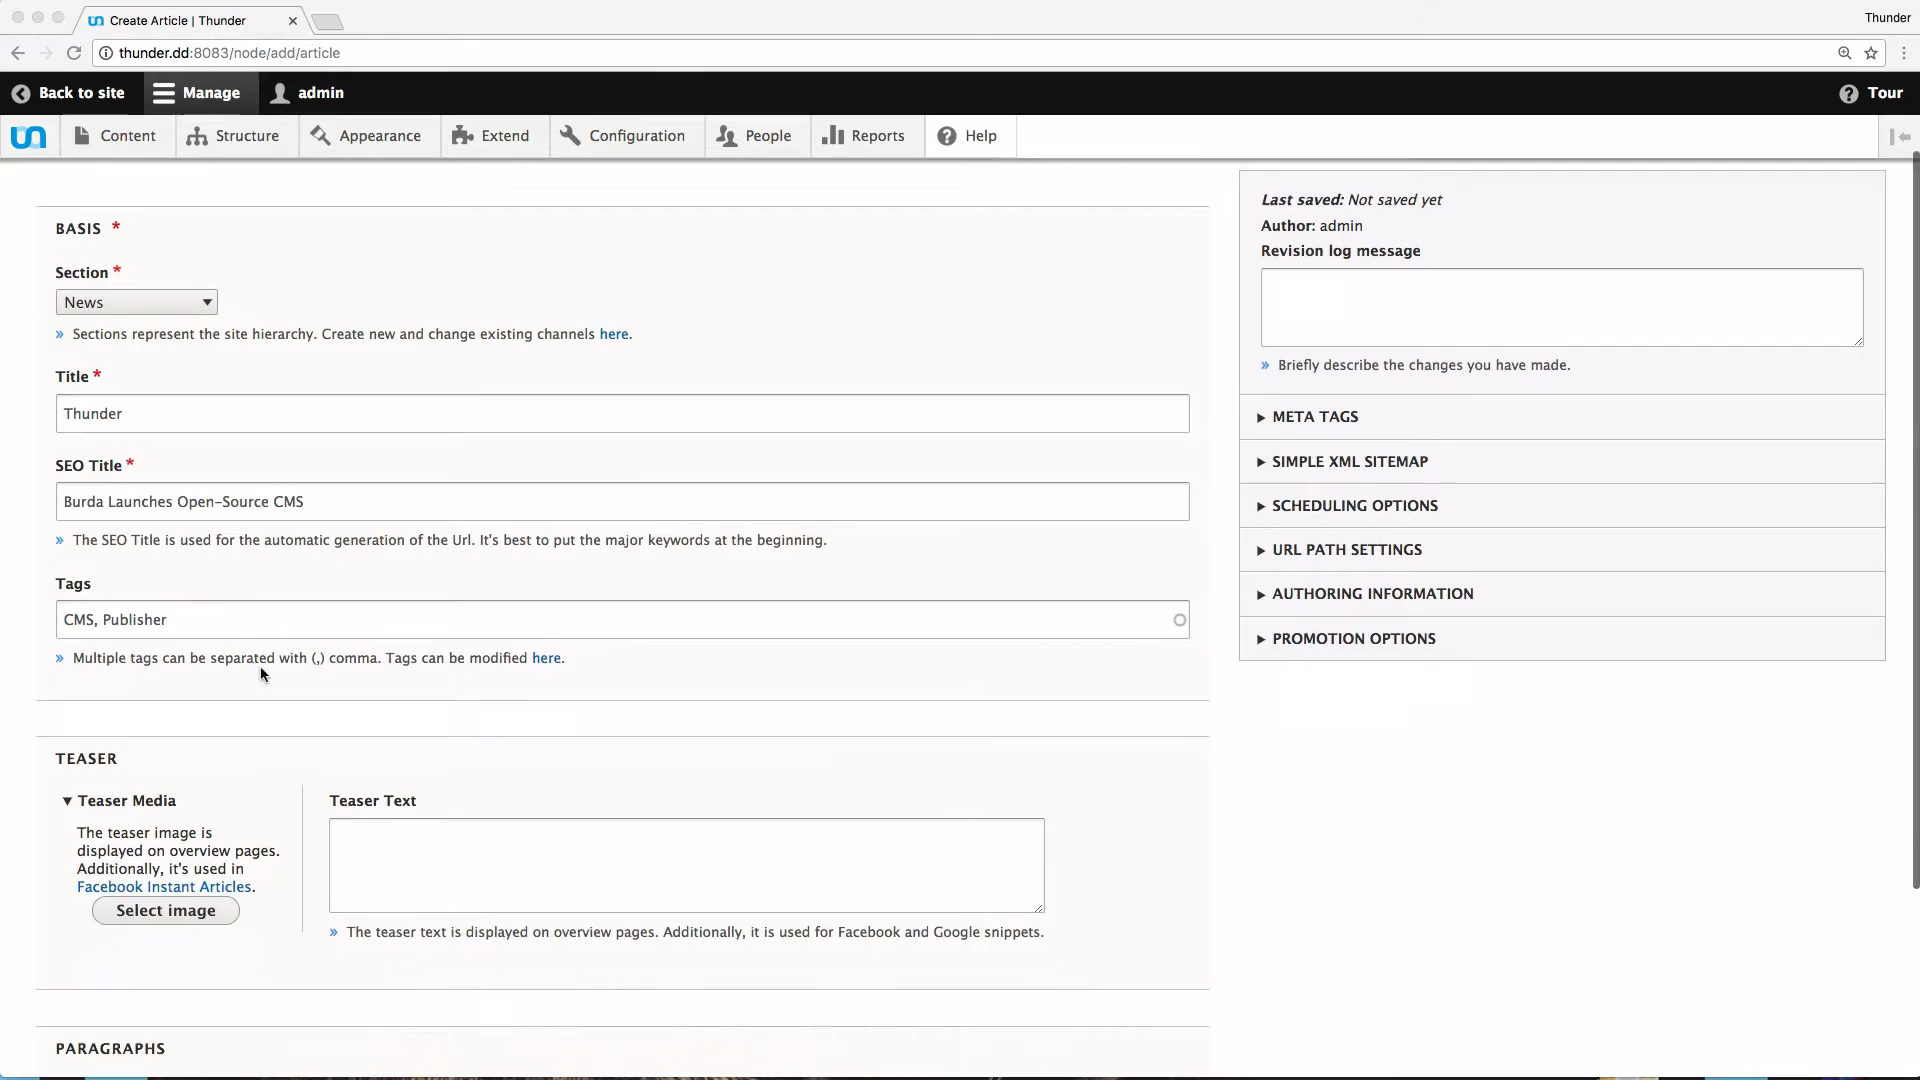 Create Article | Thunder
Thunder
thunder.dd:8083/node/add/article
Back to site
Manage
admin
Tour
Content
Structure
Appearance
Extend
Configuration
People
Reports
Help
BASIS *
Section *
News
» Sections represent the site hierarchy. Create new and change existing channels here.
Title *
Thunder
SEO Title *
Burda Launches Open-Source CMS
» The SEO Title is used for the automatic generation of the Url. It's best to put the major keywords at the beginning.
Tags
CMS, Publisher
» Multiple tags can be separated with (,) comma. Tags can be modified here.
TEASER
Teaser Media
The teaser image is
displayed on overview pages.
Additionally, it's used in
Facebook Instant Articles.
Select image
Teaser Text
» The teaser text is displayed on overview pages. Additionally, it is used for Facebook and Google snippets.
PARAGRAPHS
Last saved: Not saved yet
Author: admin
Revision log message
» Briefly describe the changes you have made.
META TAGS
SIMPLE XML SITEMAP
SCHEDULING OPTIONS
URL PATH SETTINGS
AUTHORING INFORMATION
PROMOTION OPTIONS